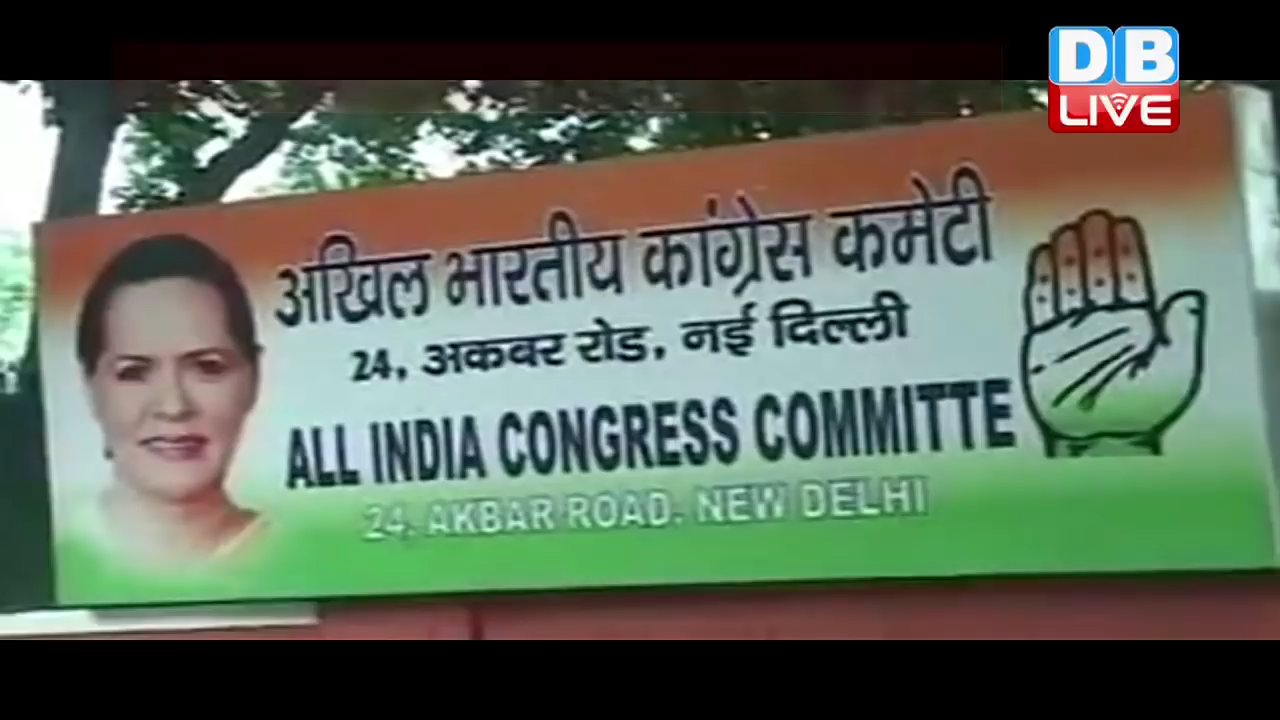 DB
LIVE
अखिल भारतीय कांग्रेस कमेटी
24, अकबर रोड, नई दिल्ली
ALL INDIA CONGRESS COMMITTE
24, AKBAR ROAD. NEW DELHI